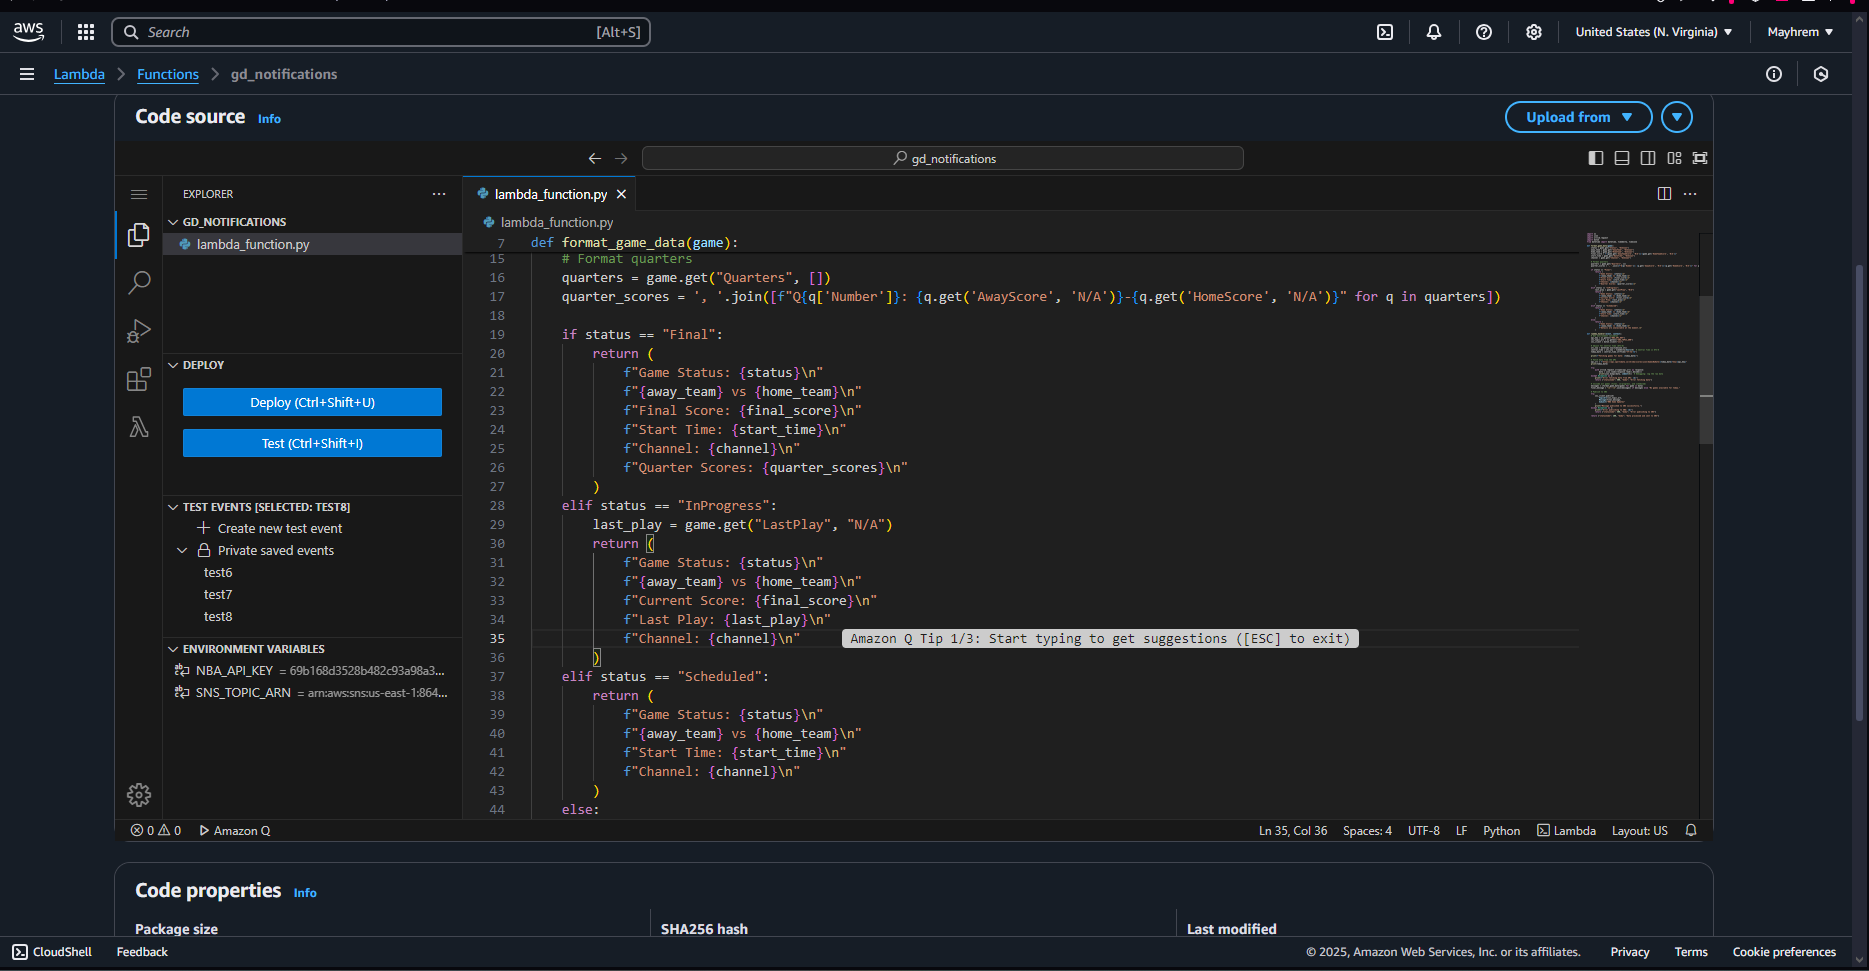 aws
Search
[Alt+S]
United States (N. Virginia)
Mayhrem
Lambda
Functions
gd_notifications
Code source
Info
Upload from
gd_notifications
EXPLORER
GD_NOTIFICATIONS
lambda_function.py
DEPLOY
Deploy (Ctrl+Shift+U)
Test (Ctrl+Shift+I)
TEST EVENTS [SELECTED: TEST8]
Create new test event
Private saved events
test6
test7
test8
ENVIRONMENT VARIABLES
NBA_API_KEY = 69b168d3528b482c93a98a3...
SNS_TOPIC_ARN = arn:aws:sns:us-east-1:864...
lambda_function.py
lambda_function.py
7 def format_game_data(game):
15 # Format quarters
16 quarters = game.get("Quarters", [])
17 quarter_scores = ', '.join([f"Q{q['Number']}: {q.get('AwayScore', 'N/A')}-{q.get('HomeScore', 'N/A')}" for q in quarters])
18
19 if status == "Final":
20 return (
21 f"Game Status: {status}\n"
22 f"{away_team} vs {home_team}\n"
23 f"Final Score: {final_score}\n"
24 f"Start Time: {start_time}\n"
25 f"Channel: {channel}\n"
26 f"Quarter Scores: {quarter_scores}\n"
27 )
28 elif status == "InProgress":
29 last_play = game.get("LastPlay", "N/A")
30 return (
31 f"Game Status: {status}\n"
32 f"{away_team} vs {home_team}\n"
33 f"Current Score: {final_score}\n"
34 f"Last Play: {last_play}\n"
35 f"Channel: {channel}\n" Amazon Q Tip 1/3: Start typing to get suggestions ([ESC] to exit)
36 )
37 elif status == "Scheduled":
38 return (
39 f"Game Status: {status}\n"
40 f"{away_team} vs {home_team}\n"
41 f"Start Time: {start_time}\n"
42 f"Channel: {channel}\n"
43 )
44 else:
0 0
Amazon Q
Ln 35, Col 36
Spaces: 4
UTF-8
LF
Python
Lambda
Layout: US
Code properties
Info
Package size
SHA256 hash
Last modified
CloudShell
Feedback
© 2025, Amazon Web Services, Inc. or its affiliates.
Privacy
Terms
Cookie preferences